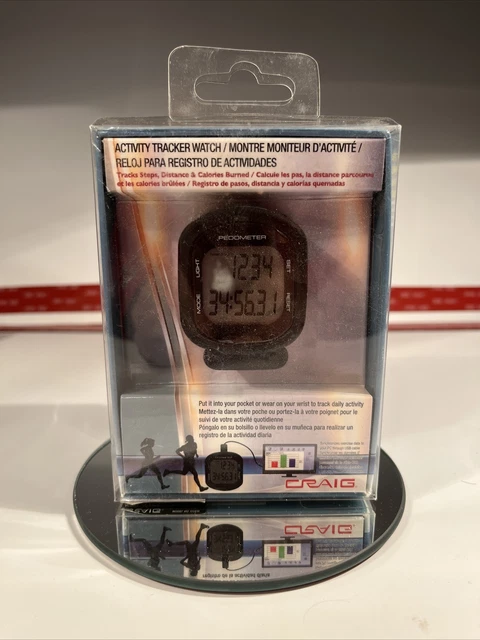 ACTIVITY TRACKER WATCH / MONTRE MONITEUR D'ACTIVITÉ /
RELOJ PARA REGISTRO DE ACTIVIDADES
Tracks Steps, Distance & Calories Burned / Calcule les pas, la distance parcourue
et les calories brûlées / Registro de pasos, distancia y calorías quemadas
PEDOMETER
LIGHT
SET
1234
MODE
RESET
34:56.31
Put it into your pocket or wear on your wrist to track daily activity
Mettez-la dans votre poche ou portez-la à votre poignet pour le
suivi de votre activité quotidienne
Póngalo en su bolsillo o llevelo en su muñeca para realizar un
registro de la actividad diaria
CRAIG